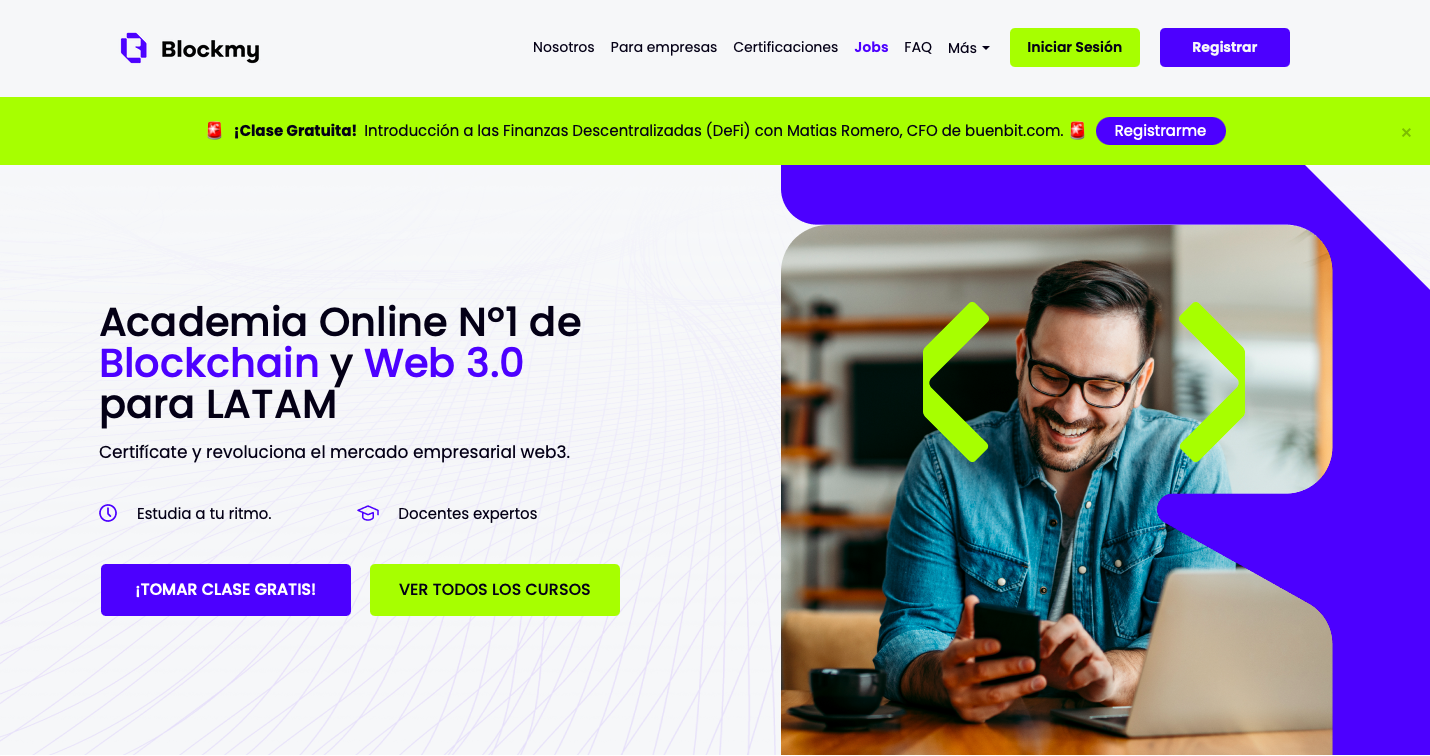 Blockmy
Nosotros Para empresas Certificaciones Jobs FAQ Más Iniciar Sesión Registrar
🚨 ¡Clase Gratuita! Introducción a las Finanzas Descentralizadas (DeFi) con Matias Romero, CFO de buenbit.com. 🚨 Registrarme ×
Academia Online Nº1 de
Blockchain y Web 3.0
para LATAM
Certifícate y revoluciona el mercado empresarial web3.
Estudia a tu ritmo. Docentes expertos
¡TOMAR CLASE GRATIS! VER TODOS LOS CURSOS